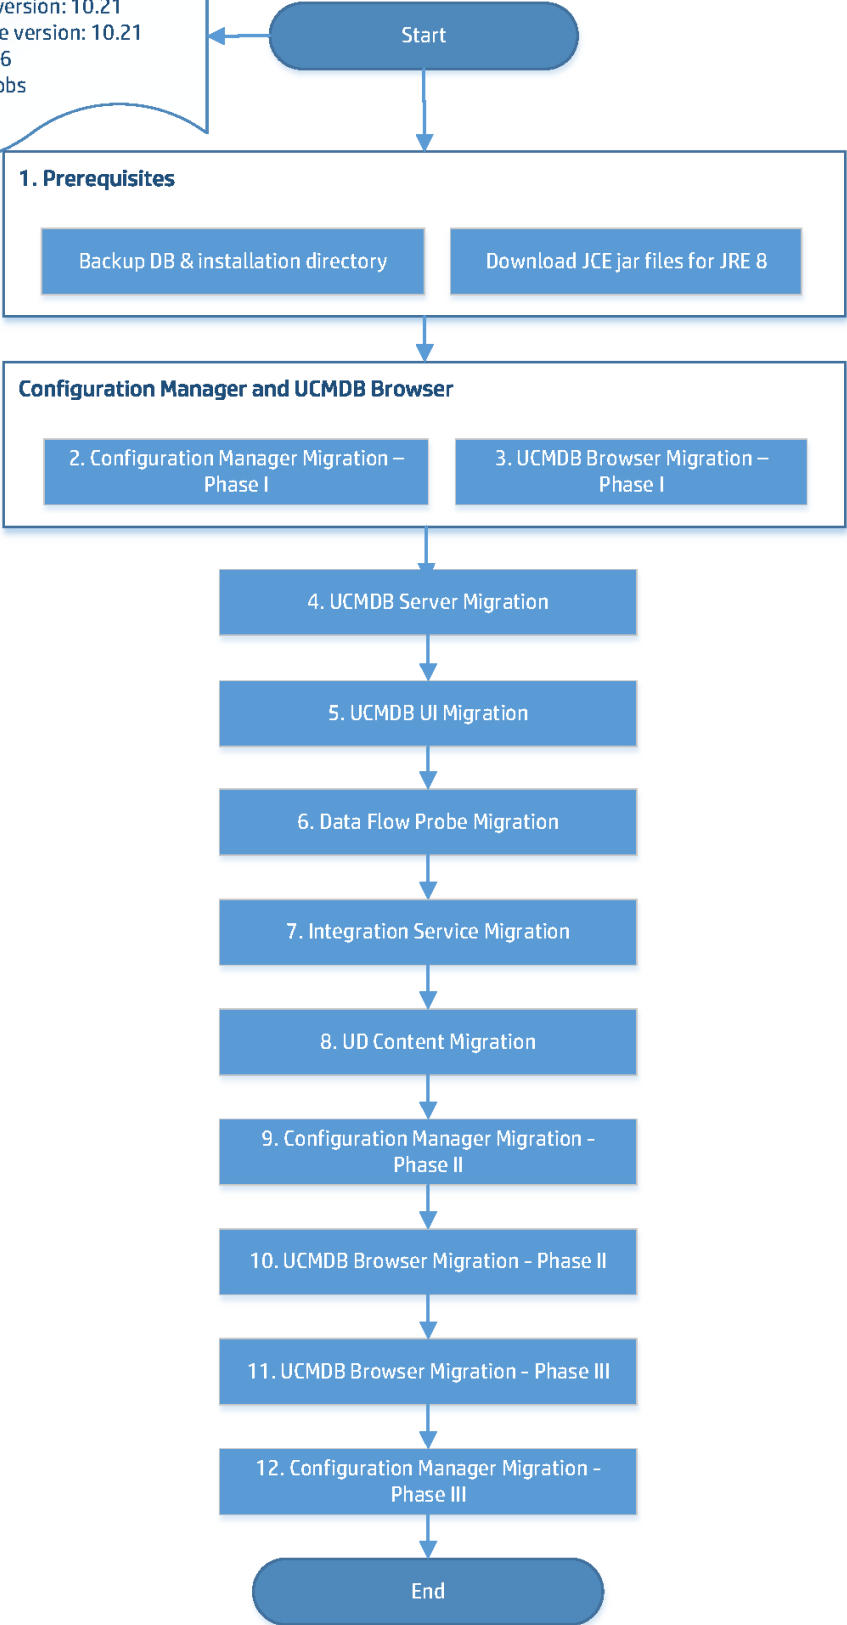 version: 10.21
e version: 10.21
6
obs
Start
1. Prerequisites
Backup DB & installation directory
Download JCE jar files for JRE 8
Configuration Manager and UCMDB Browser
2. Configuration Manager Migration –
Phase I
3. UCMDB Browser Migration –
Phase I
4. UCMDB Server Migration
5. UCMDB UI Migration
6. Data Flow Probe Migration
7. Integration Service Migration
8. UD Content Migration
9. Configuration Manager Migration -
Phase II
10. UCMDB Browser Migration - Phase II
11. UCMDB Browser Migration - Phase III
12. Configuration Manager Migration -
Phase III
End